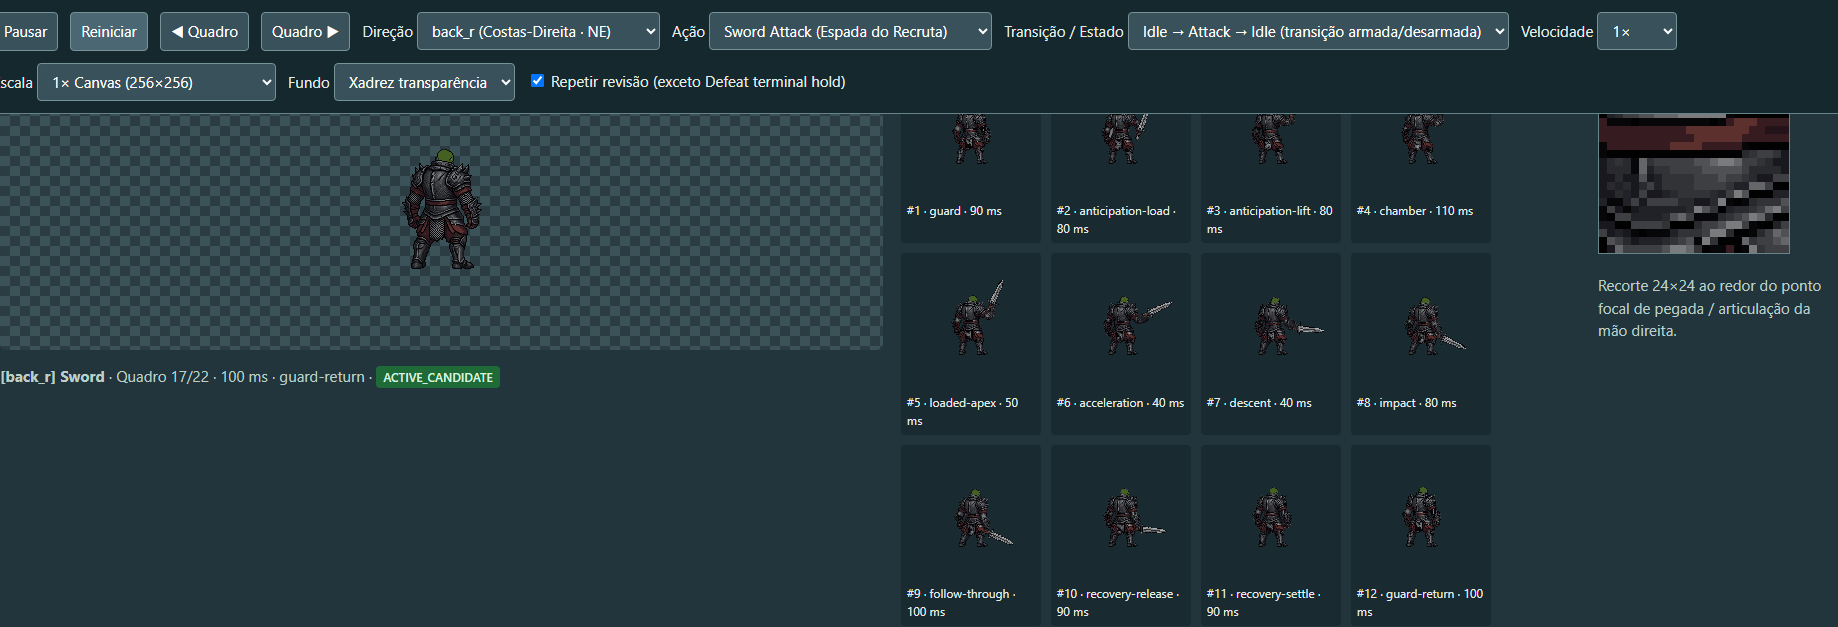 Pausar Reiniciar ◀ Quadro Quadro ▶ Direção back_r (Costas-Direita · NE) Ação Sword Attack (Espada do Recruta) Transição / Estado Idle → Attack → Idle (transição armada/desarmada) Velocidade 1×
scala 1× Canvas (256×256) Fundo Xadrez transparência Repetir revisão (exceto Defeat terminal hold)
[back_r] Sword · Quadro 17/22 · 100 ms · guard-return · ACTIVE_CANDIDATE
#1 · guard · 90 ms
#2 · anticipation-load ·
80 ms
#3 · anticipation-lift · 80
ms
#4 · chamber · 110 ms
#5 · loaded-apex · 50
ms
#6 · acceleration · 40 ms
#7 · descent · 40 ms
#8 · impact · 80 ms
#9 · follow-through ·
100 ms
#10 · recovery-release ·
90 ms
#11 · recovery-settle ·
90 ms
#12 · guard-return · 100
ms
Recorte 24×24 ao redor do ponto
focal de pegada / articulação da
mão direita.